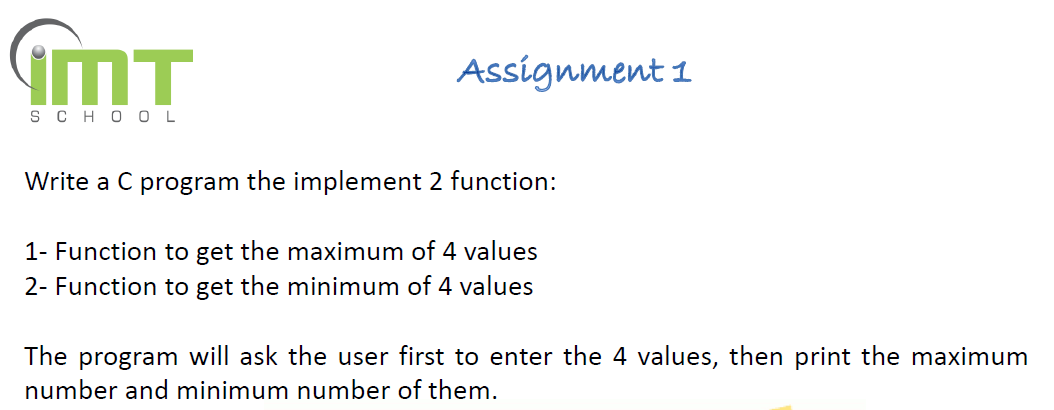 iMT
SCHOOL
Assignment 1
Write a C program the implement 2 function:
1- Function to get the maximum of 4 values
2- Function to get the minimum of 4 values
The program will ask the user first to enter the 4 values, then print the maximum
number and minimum number of them.